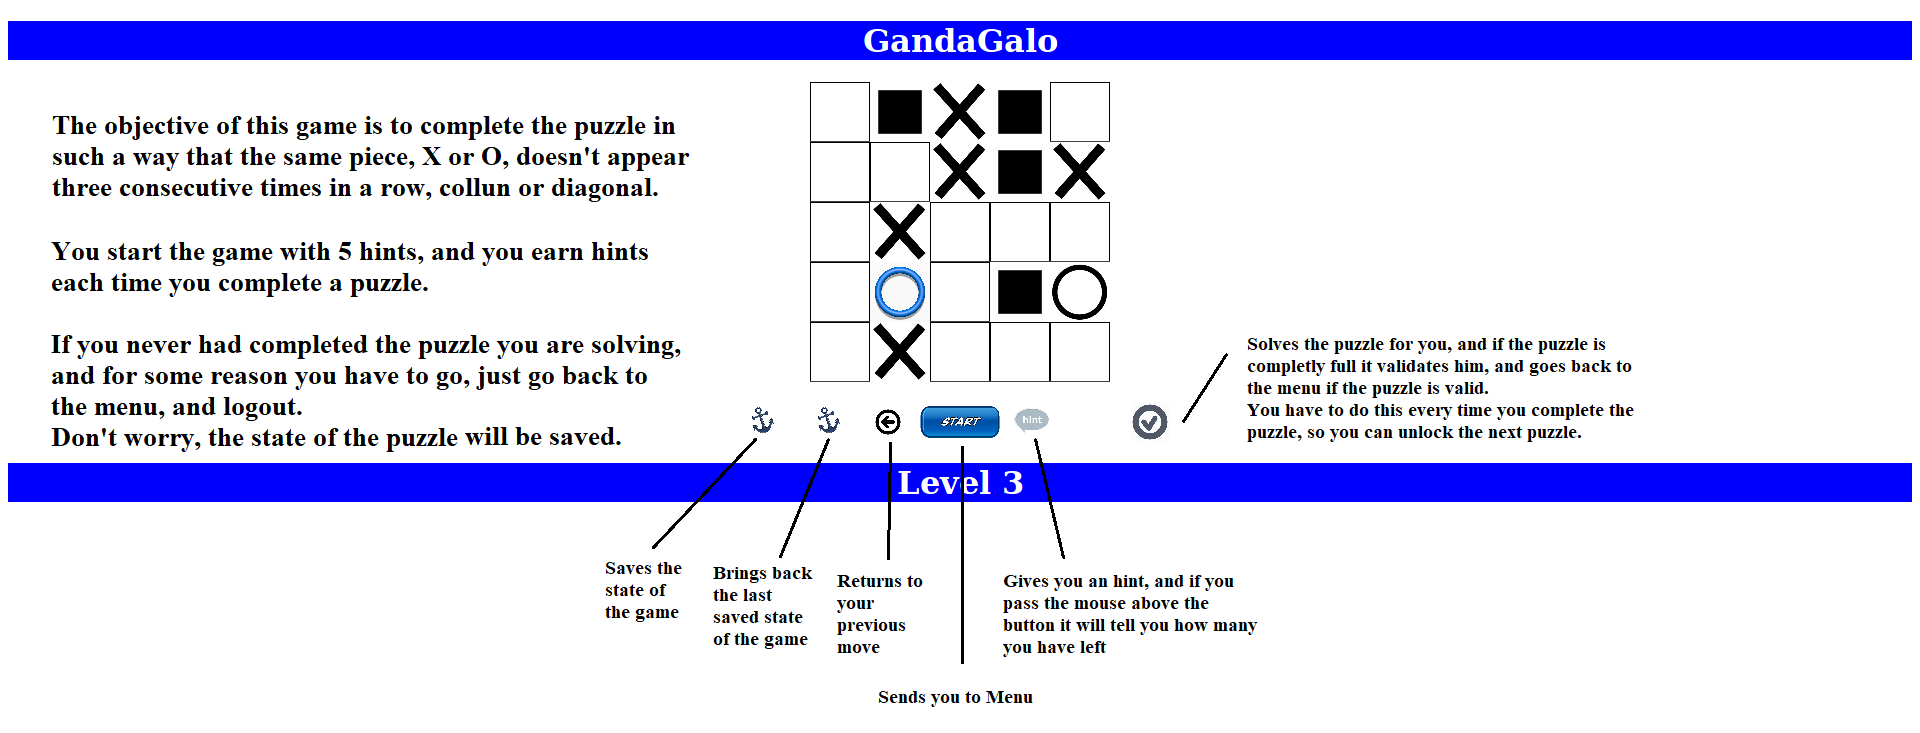 GandaGalo
The objective of this game is to complete the puzzle in
such a way that the same piece, X or O, doesn't appear
three consecutive times in a row, collun or diagonal.
You start the game with 5 hints, and you earn hints
each time you complete a puzzle.
If you never had completed the puzzle you are solving,
and for some reason you have to go, just go back to
the menu, and logout.
Don't worry, the state of the puzzle will be saved.
Solves the puzzle for you, and if the puzzle is
completly full it validates him, and goes back to
the menu if the puzzle is valid.
You have to do this every time you complete the
puzzle, so you can unlock the next puzzle.
START
hint
Level 3
Saves the
state of
the game
Brings back
the last
saved state
of the game
Returns to
your
previous
move
Gives you an hint, and if you
pass the mouse above the
button it will tell you how many
you have left
Sends you to Menu